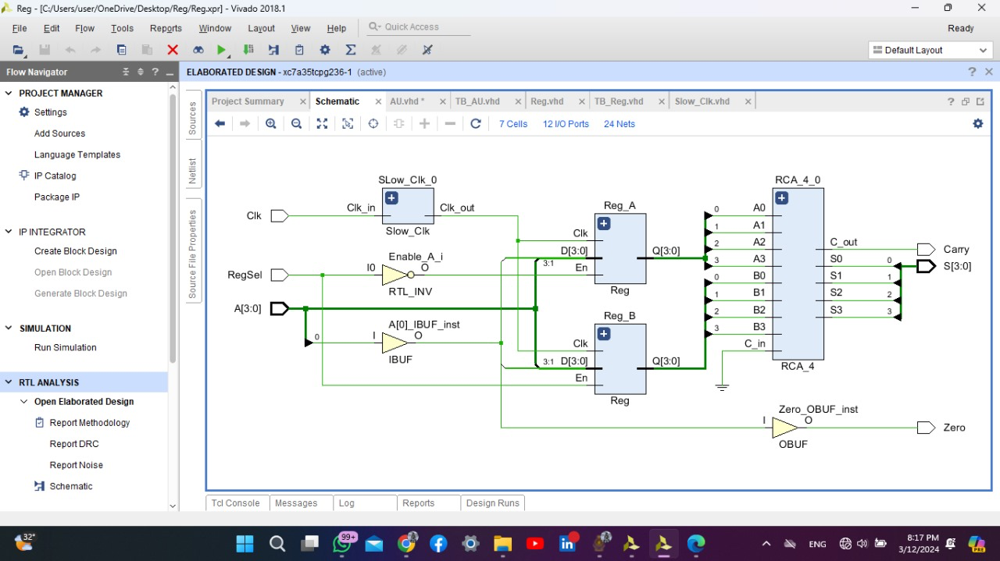 Reg - [C:/Users/user/OneDrive/Desktop/Reg/Reg.xpr] - Vivado 2018.1
File Edit Flow Tools Reports Window Layout View Help Quick Access Ready
Default Layout
Flow Navigator
PROJECT MANAGER
Settings
Add Sources
Language Templates
IP Catalog
Package IP
IP INTEGRATOR
Create Block Design
Open Block Design
Generate Block Design
SIMULATION
Run Simulation
RTL ANALYSIS
Open Elaborated Design
Report Methodology
Report DRC
Report Noise
Schematic
ELABORATED DESIGN - xc7a35tcpg236-1 (active)
Sources
Netlist
Source File Properties
Project Summary Schematic AU.vhd * TB_AU.vhd Reg.vhd TB_Reg.vhd Slow_Clk.vhd
7 Cells 12 I/O Ports 24 Nets
SLow_Clk_0
Clk Clk_in Clk_out
Slow_Clk
Enable_A_i
RegSel I0 O
RTL_INV
A[3:0]
A[0]_IBUF_inst
0 I O
IBUF
Reg_A
Clk
3:1 D[3:0] Q[3:0]
En
Reg
Reg_B
Clk
3:1 D[3:0] Q[3:0]
En
Reg
RCA_4_0
0 A0
1 A1
2 A2
3 A3
0 B0
1 B1
2 B2
3 B3
C_in
C_out Carry
S0 0 S[3:0]
S1 1
S2 2
S3 3
RCA_4
Zero_OBUF_inst
I O Zero
OBUF
Tcl Console Messages Log Reports Design Runs
32°
99+
ENG
8:17 PM
3/12/2024
PRE